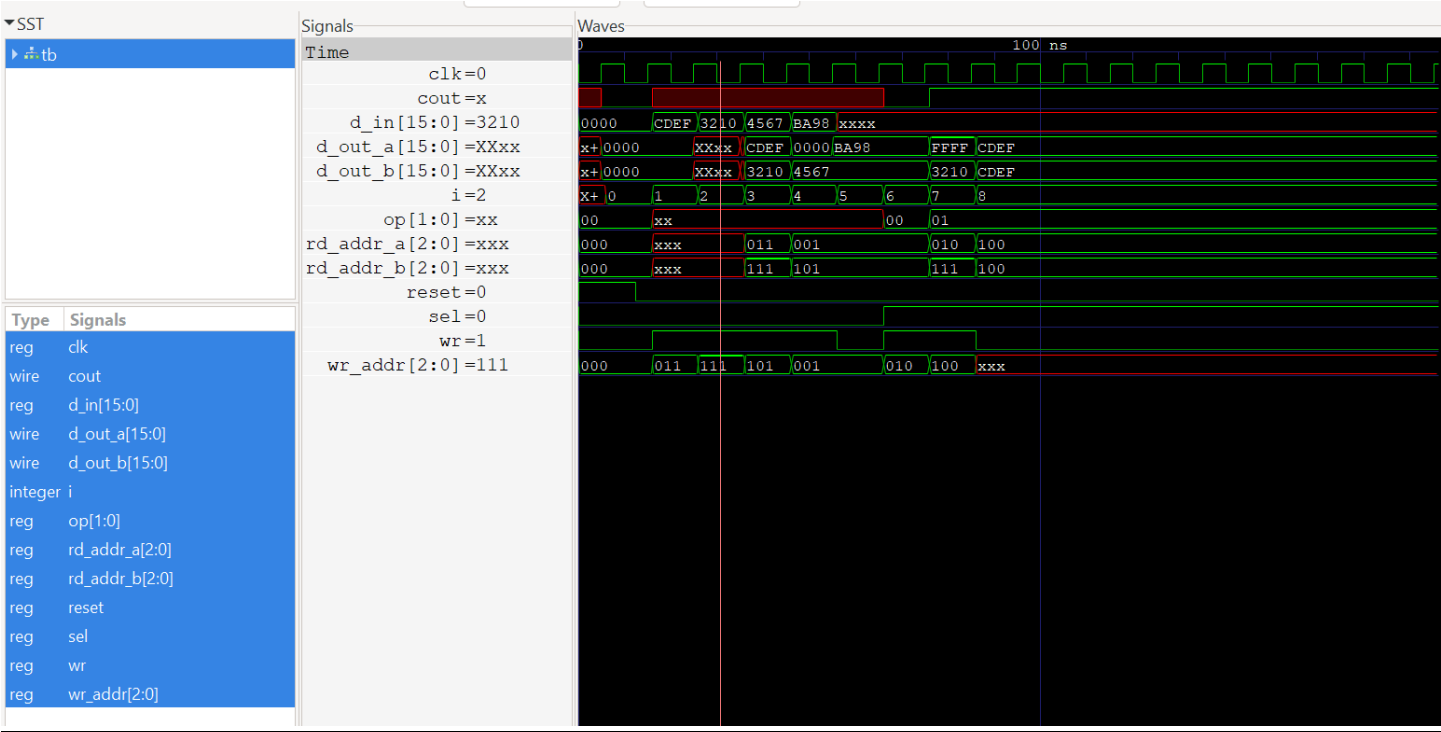 SST
tb
Type Signals
reg clk
wire cout
reg d_in[15:0]
wire d_out_a[15:0]
wire d_out_b[15:0]
integer i
reg op[1:0]
reg rd_addr_a[2:0]
reg rd_addr_b[2:0]
reg reset
reg sel
reg wr
reg wr_addr[2:0]
Signals
Time
clk=0
cout=x
d_in[15:0]=3210
d_out_a[15:0]=XXxx
d_out_b[15:0]=XXxx
i=2
op[1:0]=xx
rd_addr_a[2:0]=xxx
rd_addr_b[2:0]=xxx
reset=0
sel=0
wr=1
wr_addr[2:0]=111
Waves
0 100 ns
0000 CDEF 3210 4567 BA98 xxxx
x+ 0000 XXxx CDEF 0000 BA98 FFFF CDEF
x+ 0000 XXxx 3210 4567 3210 CDEF
X+ 0 1 2 3 4 5 6 7 8
00 xx 00 01
000 xxx 011 001 010 100
000 xxx 111 101 111 100
000 011 111 101 001 010 100 xxx